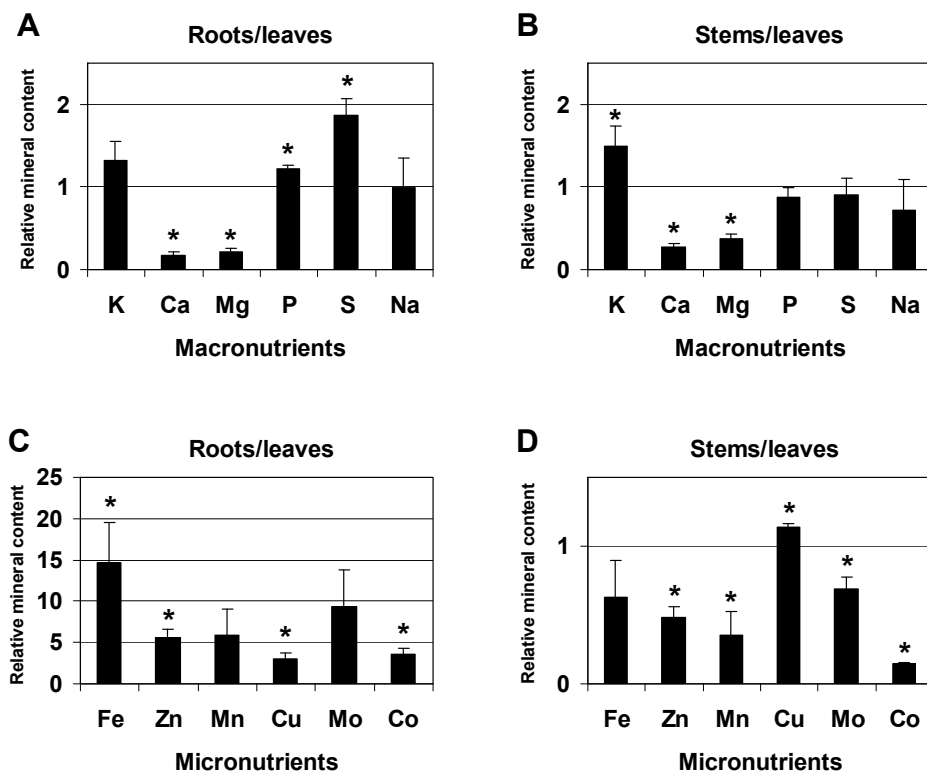 A
Roots/leaves
Relative mineral content
2
1
0
*
*
*
*
K Ca Mg P S Na
Macronutrients
B
Stems/leaves
Relative mineral content
2
1
0
*
*
*
K Ca Mg P S Na
Macronutrients
C
Roots/leaves
Relative mineral content
25
20
15
10
5
0
*
*
*
*
Fe Zn Mn Cu Mo Co
Micronutrients
D
Stems/leaves
Relative mineral content
1
0
*
*
*
*
*
Fe Zn Mn Cu Mo Co
Micronutrients